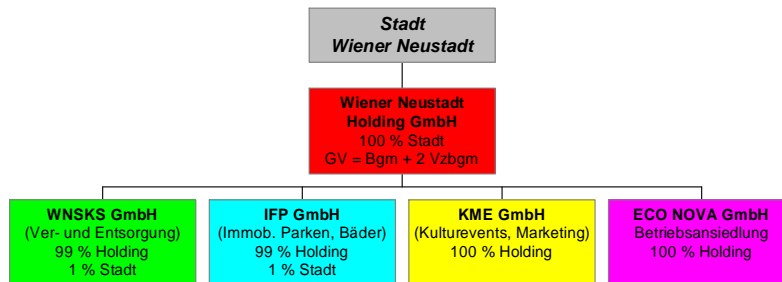 Stadt
Wiener Neustadt
Wiener Neustadt
Holding GmbH
100 % Stadt
GV = Bgm + 2 Vzbgm
WNSKS GmbH
(Ver- und Entsorgung)
99 % Holding
1 % Stadt
IFP GmbH
(Immob. Parken, Bäder)
99 % Holding
1 % Stadt
KME GmbH
(Kulturevents, Marketing)
100 % Holding
ECO NOVA GmbH
Betriebsansiedlung
100 % Holding